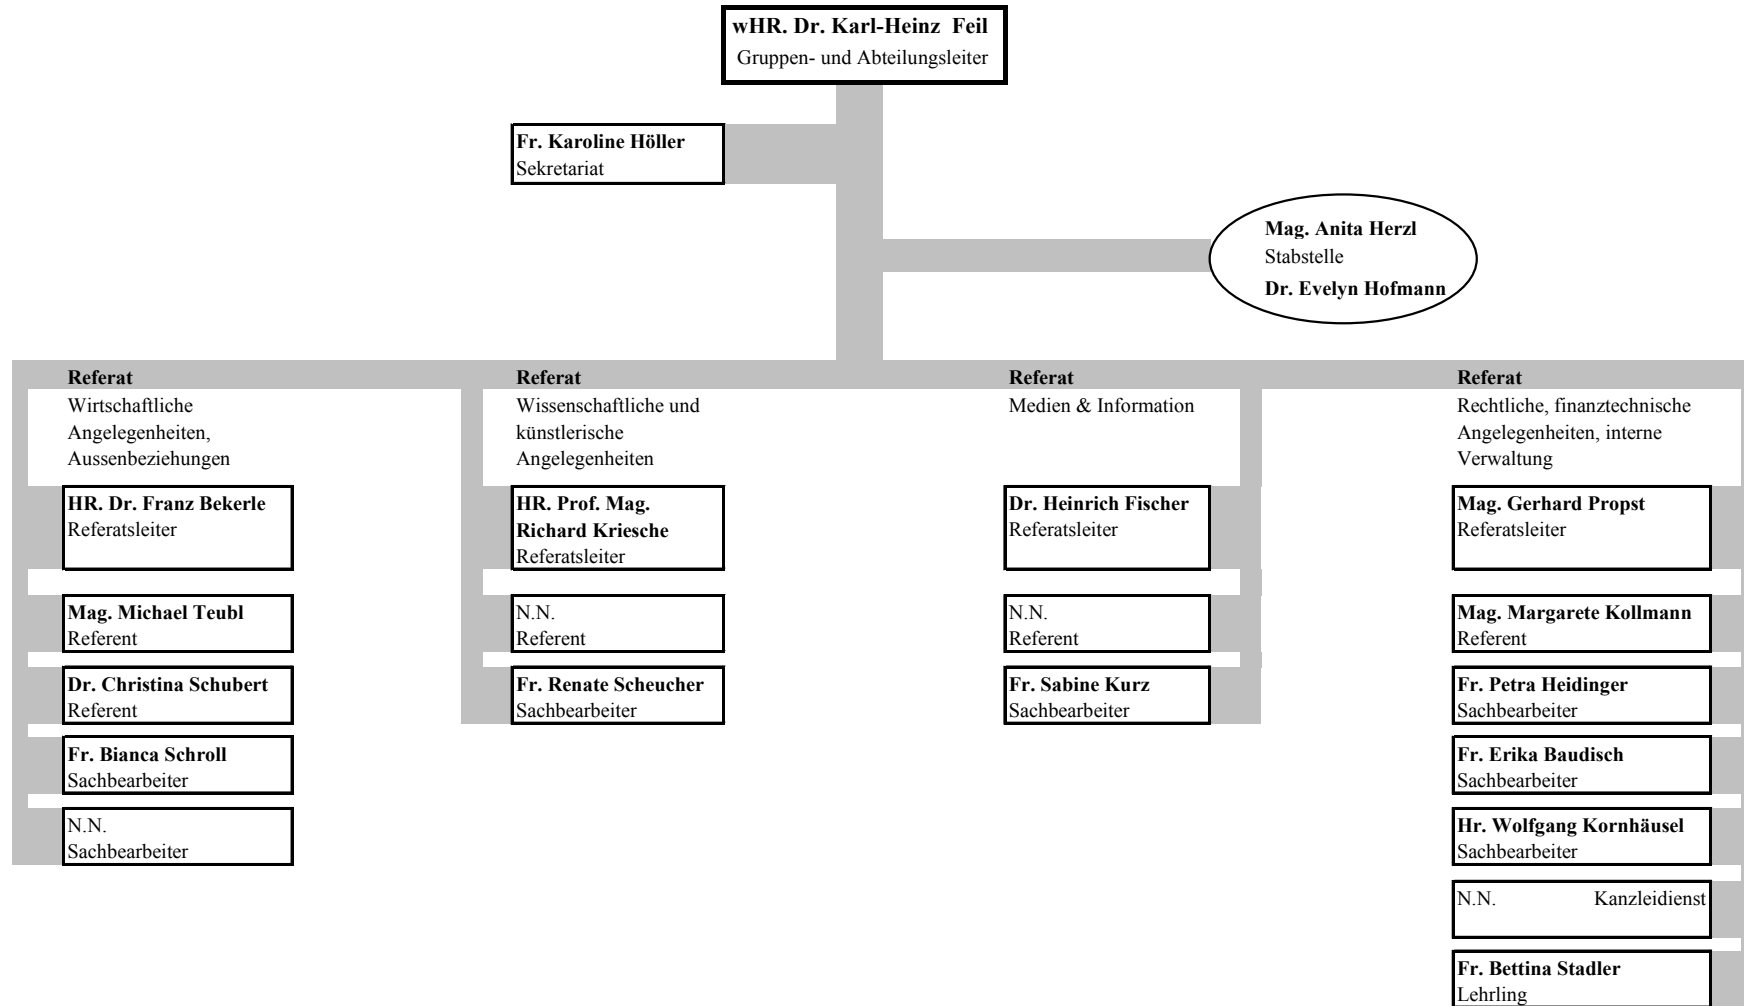 wHR. Dr. Karl-Heinz Feil
Gruppen- und Abteilungsleiter
Fr. Karoline Höller
Sekretariat
Mag. Anita Herzl
Stabstelle
Dr. Evelyn Hofmann
Referat
Wirtschaftliche
Angelegenheiten,
Aussenbeziehungen
HR. Dr. Franz Bekerle
Referatsleiter
Mag. Michael Teubl
Referent
Dr. Christina Schubert
Referent
Fr. Bianca Schroll
Sachbearbeiter
N.N.
Sachbearbeiter
Referat
Wissenschaftliche und
künstlerische
Angelegenheiten
HR. Prof. Mag.
Richard Kriesche
Referatsleiter
N.N.
Referent
Fr. Renate Scheucher
Sachbearbeiter
Referat
Medien & Information
Dr. Heinrich Fischer
Referatsleiter
N.N.
Referent
Fr. Sabine Kurz
Sachbearbeiter
Referat
Rechtliche, finanztechnische
Angelegenheiten, interne
Verwaltung
Mag. Gerhard Propst
Referatsleiter
Mag. Margarete Kollmann
Referent
Fr. Petra Heidinger
Sachbearbeiter
Fr. Erika Baudisch
Sachbearbeiter
Hr. Wolfgang Kornhäusel
Sachbearbeiter
N.N. Kanzleidienst
Fr. Bettina Stadler
Lehrling